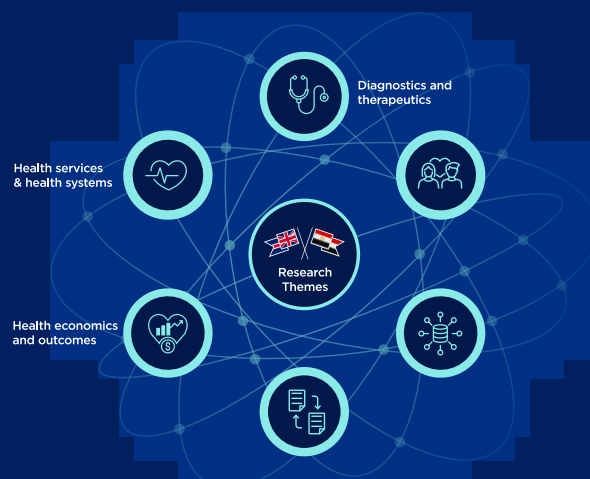 Diagnostics and
therapeutics
Health services
& health systems
Research
Themes
Health economics
and outcomes
$